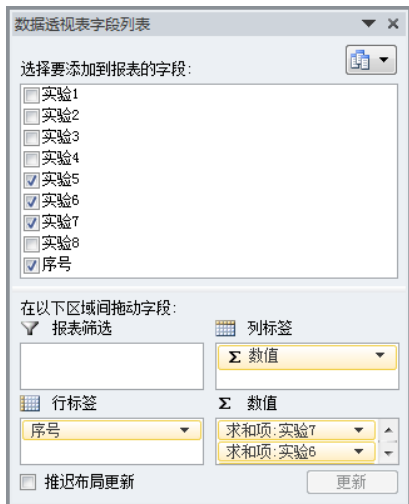 数据透视表字段列表
选择要添加到报表的字段:
实验1
实验2
实验3
实验4
实验5
实验6
实验7
实验8
序号
在以下区域间拖动字段:
报表筛选
列标签
Σ 数值
行标签
Σ 数值
序号
求和项:实验7
求和项:实验6
推迟布局更新
更新